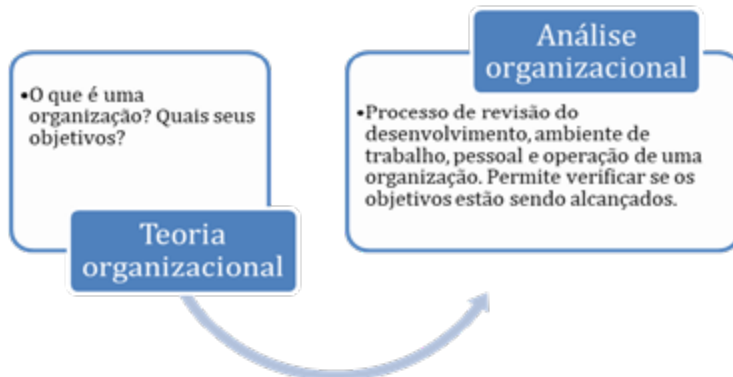 •O que é uma
organização? Quais seus
objetivos?
Teoria
organizacional
Análise
organizacional
•Processo de revisão do
desenvolvimento, ambiente de
trabalho, pessoal e operação de uma
organização. Permite verificar se os
objetivos estão sendo alcançados.